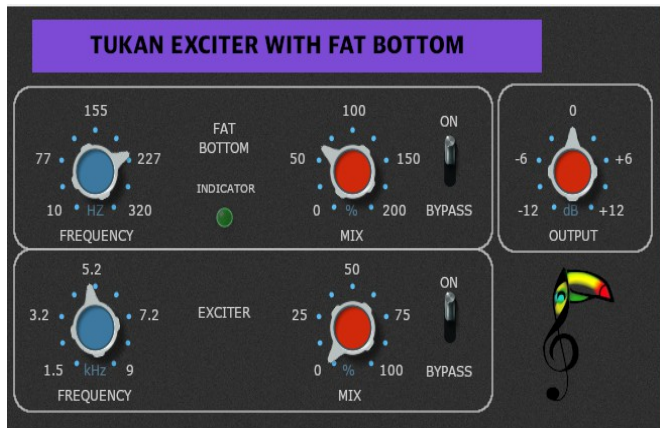 TUKAN EXCITER WITH FAT BOTTOM
155
77
227
10
HZ
320
FREQUENCY
FAT
BOTTOM
INDICATOR
100
50
150
0
%
200
MIX
ON
BYPASS
0
-6
+6
-12
dB
+12
OUTPUT
5.2
3.2
7.2
1.5
kHz
9
FREQUENCY
EXCITER
50
25
75
0
%
100
MIX
ON
BYPASS